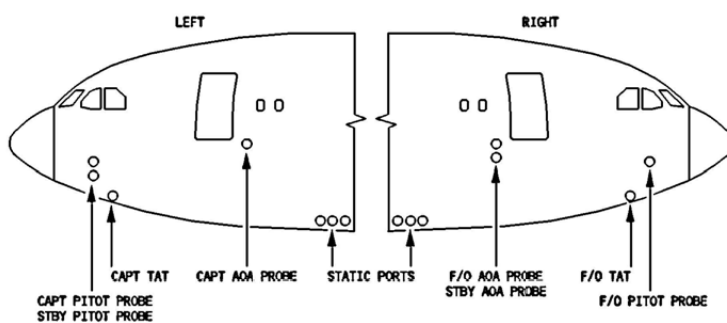 LEFT
RIGHT
CAPT TAT
CAPT AOA PROBE
STATIC PORTS
F/O AOA PROBE
STBY AOA PROBE
F/O TAT
CAPT PITOT PROBE
STBY PITOT PROBE
F/O PITOT PROBE